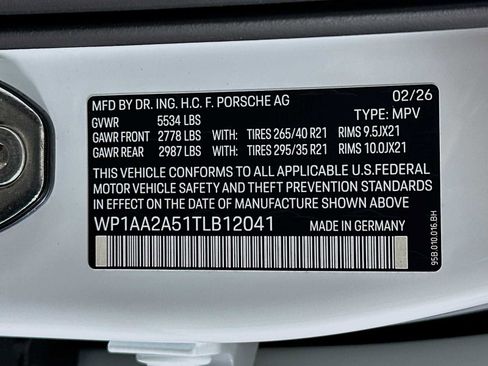 MFD BY DR. ING. H.C. F. PORSCHE AG 02/26
GVWR 5534 LBS TYPE: MPV
GAWR FRONT 2778 LBS WITH: TIRES 265/40 R21 RIMS 9.5JX21
GAWR REAR 2987 LBS WITH: TIRES 295/35 R21 RIMS 10.0JX21
THIS VEHICLE CONFORMS TO ALL APPLICABLE U.S.FEDERAL
MOTOR VEHICLE SAFETY AND THEFT PREVENTION STANDARDS
IN EFFECT ON THE DATE OF MANUFACTURE SHOWN ABOVE.
WP1AA2A51TLB12041 MADE IN GERMANY
95B.010.016.BH